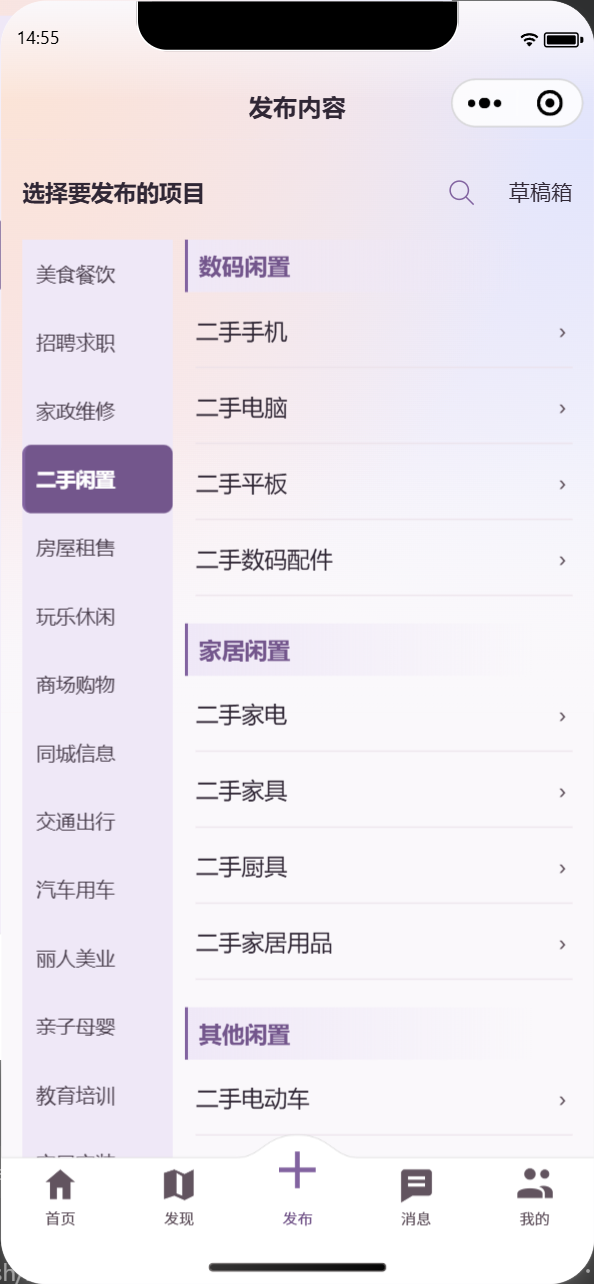 14:55
发布内容
选择要发布的项目
草稿箱
美食餐饮
招聘求职
家政维修
二手闲置
房屋租售
玩乐休闲
商场购物
同城信息
交通出行
汽车用车
丽人美业
亲子母婴
教育培训
数码闲置
二手手机
二手电脑
二手平板
二手数码配件
家居闲置
二手家电
二手家具
二手厨具
二手家居用品
其他闲置
二手电动车
首页
发现
发布
消息
我的